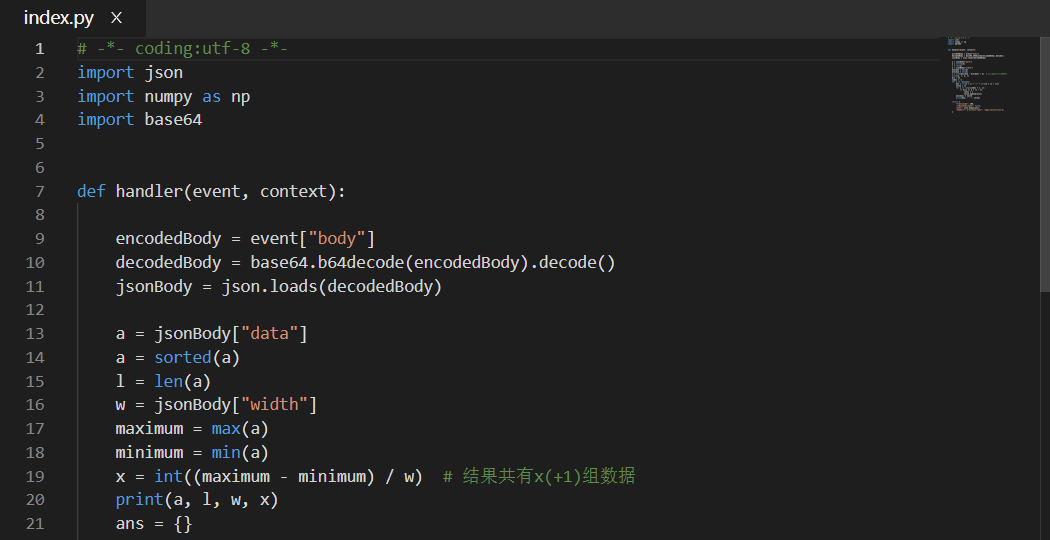 index.py X
1 # -*- coding:utf-8 -*-
2 import json
3 import numpy as np
4 import base64
5
6
7 def handler(event, context):
8
9 encodedBody = event["body"]
10 decodedBody = base64.b64decode(encodedBody).decode()
11 jsonBody = json.loads(decodedBody)
12
13 a = jsonBody["data"]
14 a = sorted(a)
15 l = len(a)
16 w = jsonBody["width"]
17 maximum = max(a)
18 minimum = min(a)
19 x = int((maximum - minimum) / w) # 结果共有x(+1)组数据
20 print(a, l, w, x)
21 ans = {}